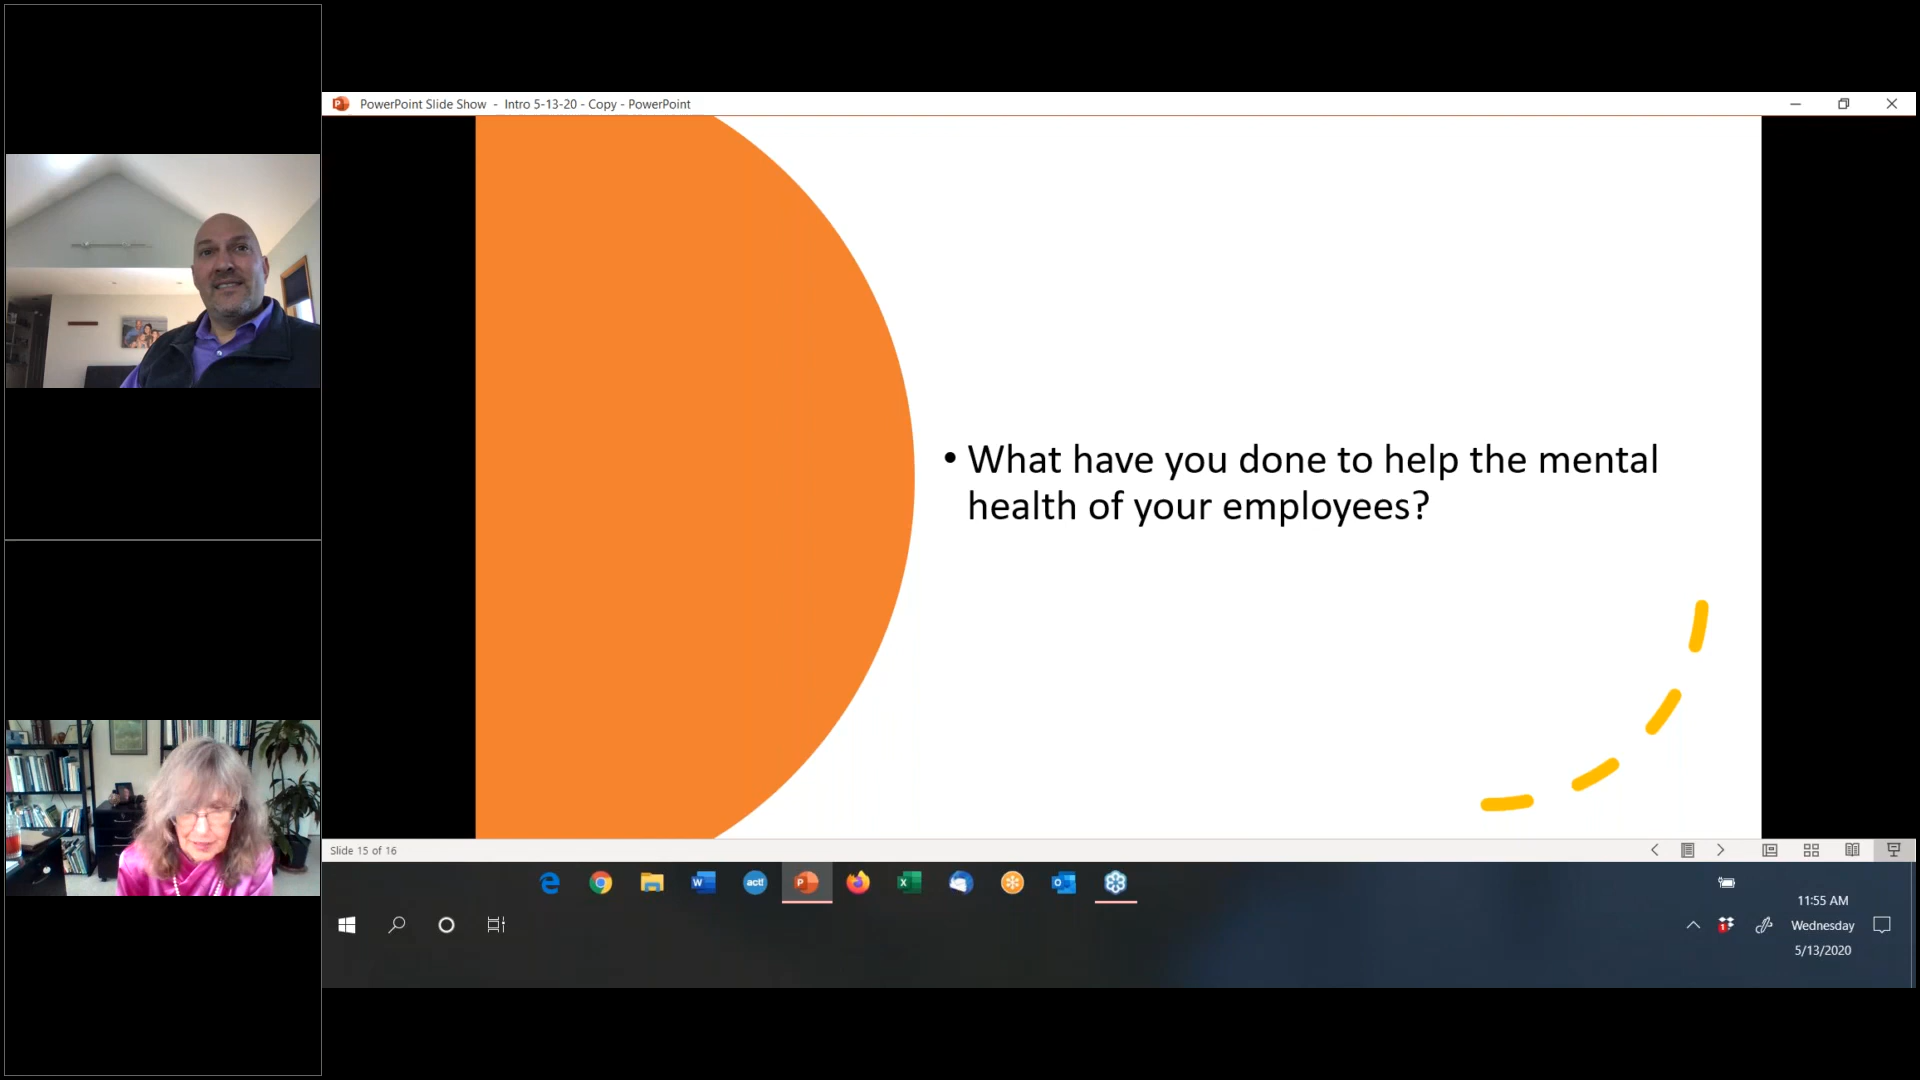 PowerPoint Slide Show - Intro 5-13-20 - Copy - PowerPoint
• What have you done to help the mental
health of your employees?
Slide 15 of 16
act!
11:55 AM
Wednesday
5/13/2020